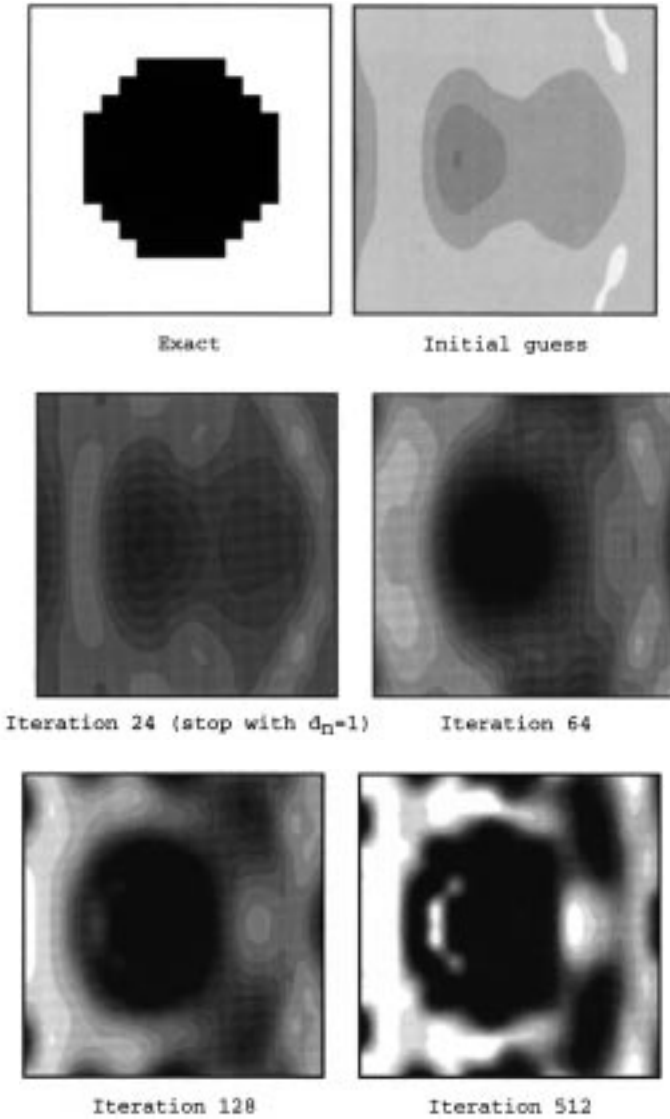 Exact
Initial guess
Iteration 24 (stop with dn=1)
Iteration 64
Iteration 128
Iteration 512